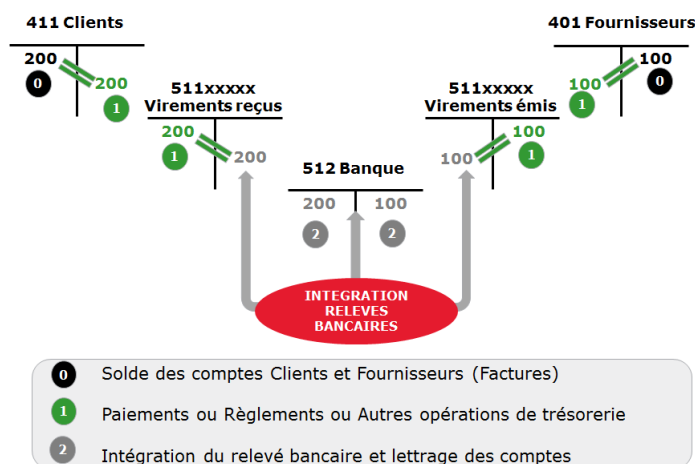 411 Clients
401 Fournisseurs
200
100
0
200
100
0
1
1
511xxxxx
Virements reçus
511xxxxx
Virements émis
200
100
1
200
100
1
512 Banque
200
100
2
2
INTEGRATION
RELEVES
BANCAIRES
0 Solde des comptes Clients et Fournisseurs (Factures)
1 Paiements ou Règlements ou Autres opérations de trésorerie
2 Intégration du relevé bancaire et lettrage des comptes